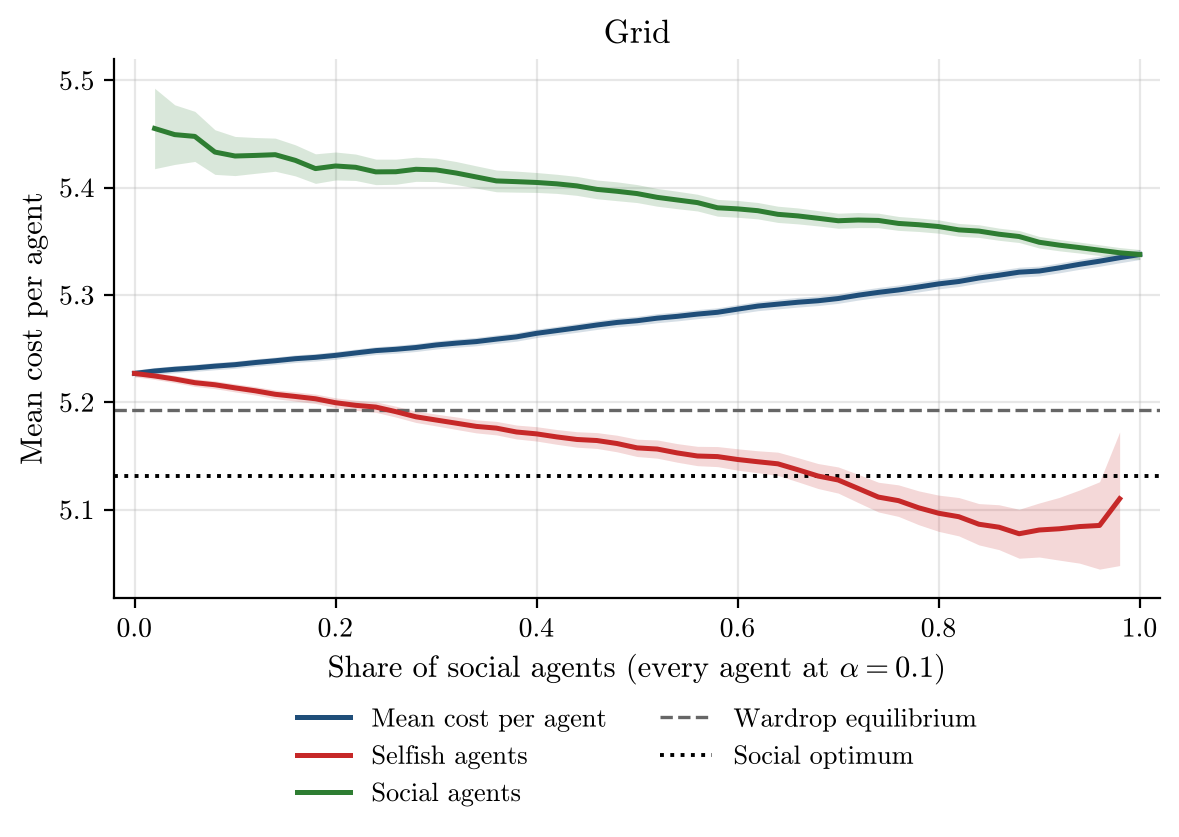 Grid
Mean cost per agent
5.5
5.4
5.3
5.2
5.1
0.0 0.2 0.4 0.6 0.8 1.0
Share of social agents (every agent at α = 0.1)
Mean cost per agent
Selfish agents
Social agents
Wardrop equilibrium
Social optimum